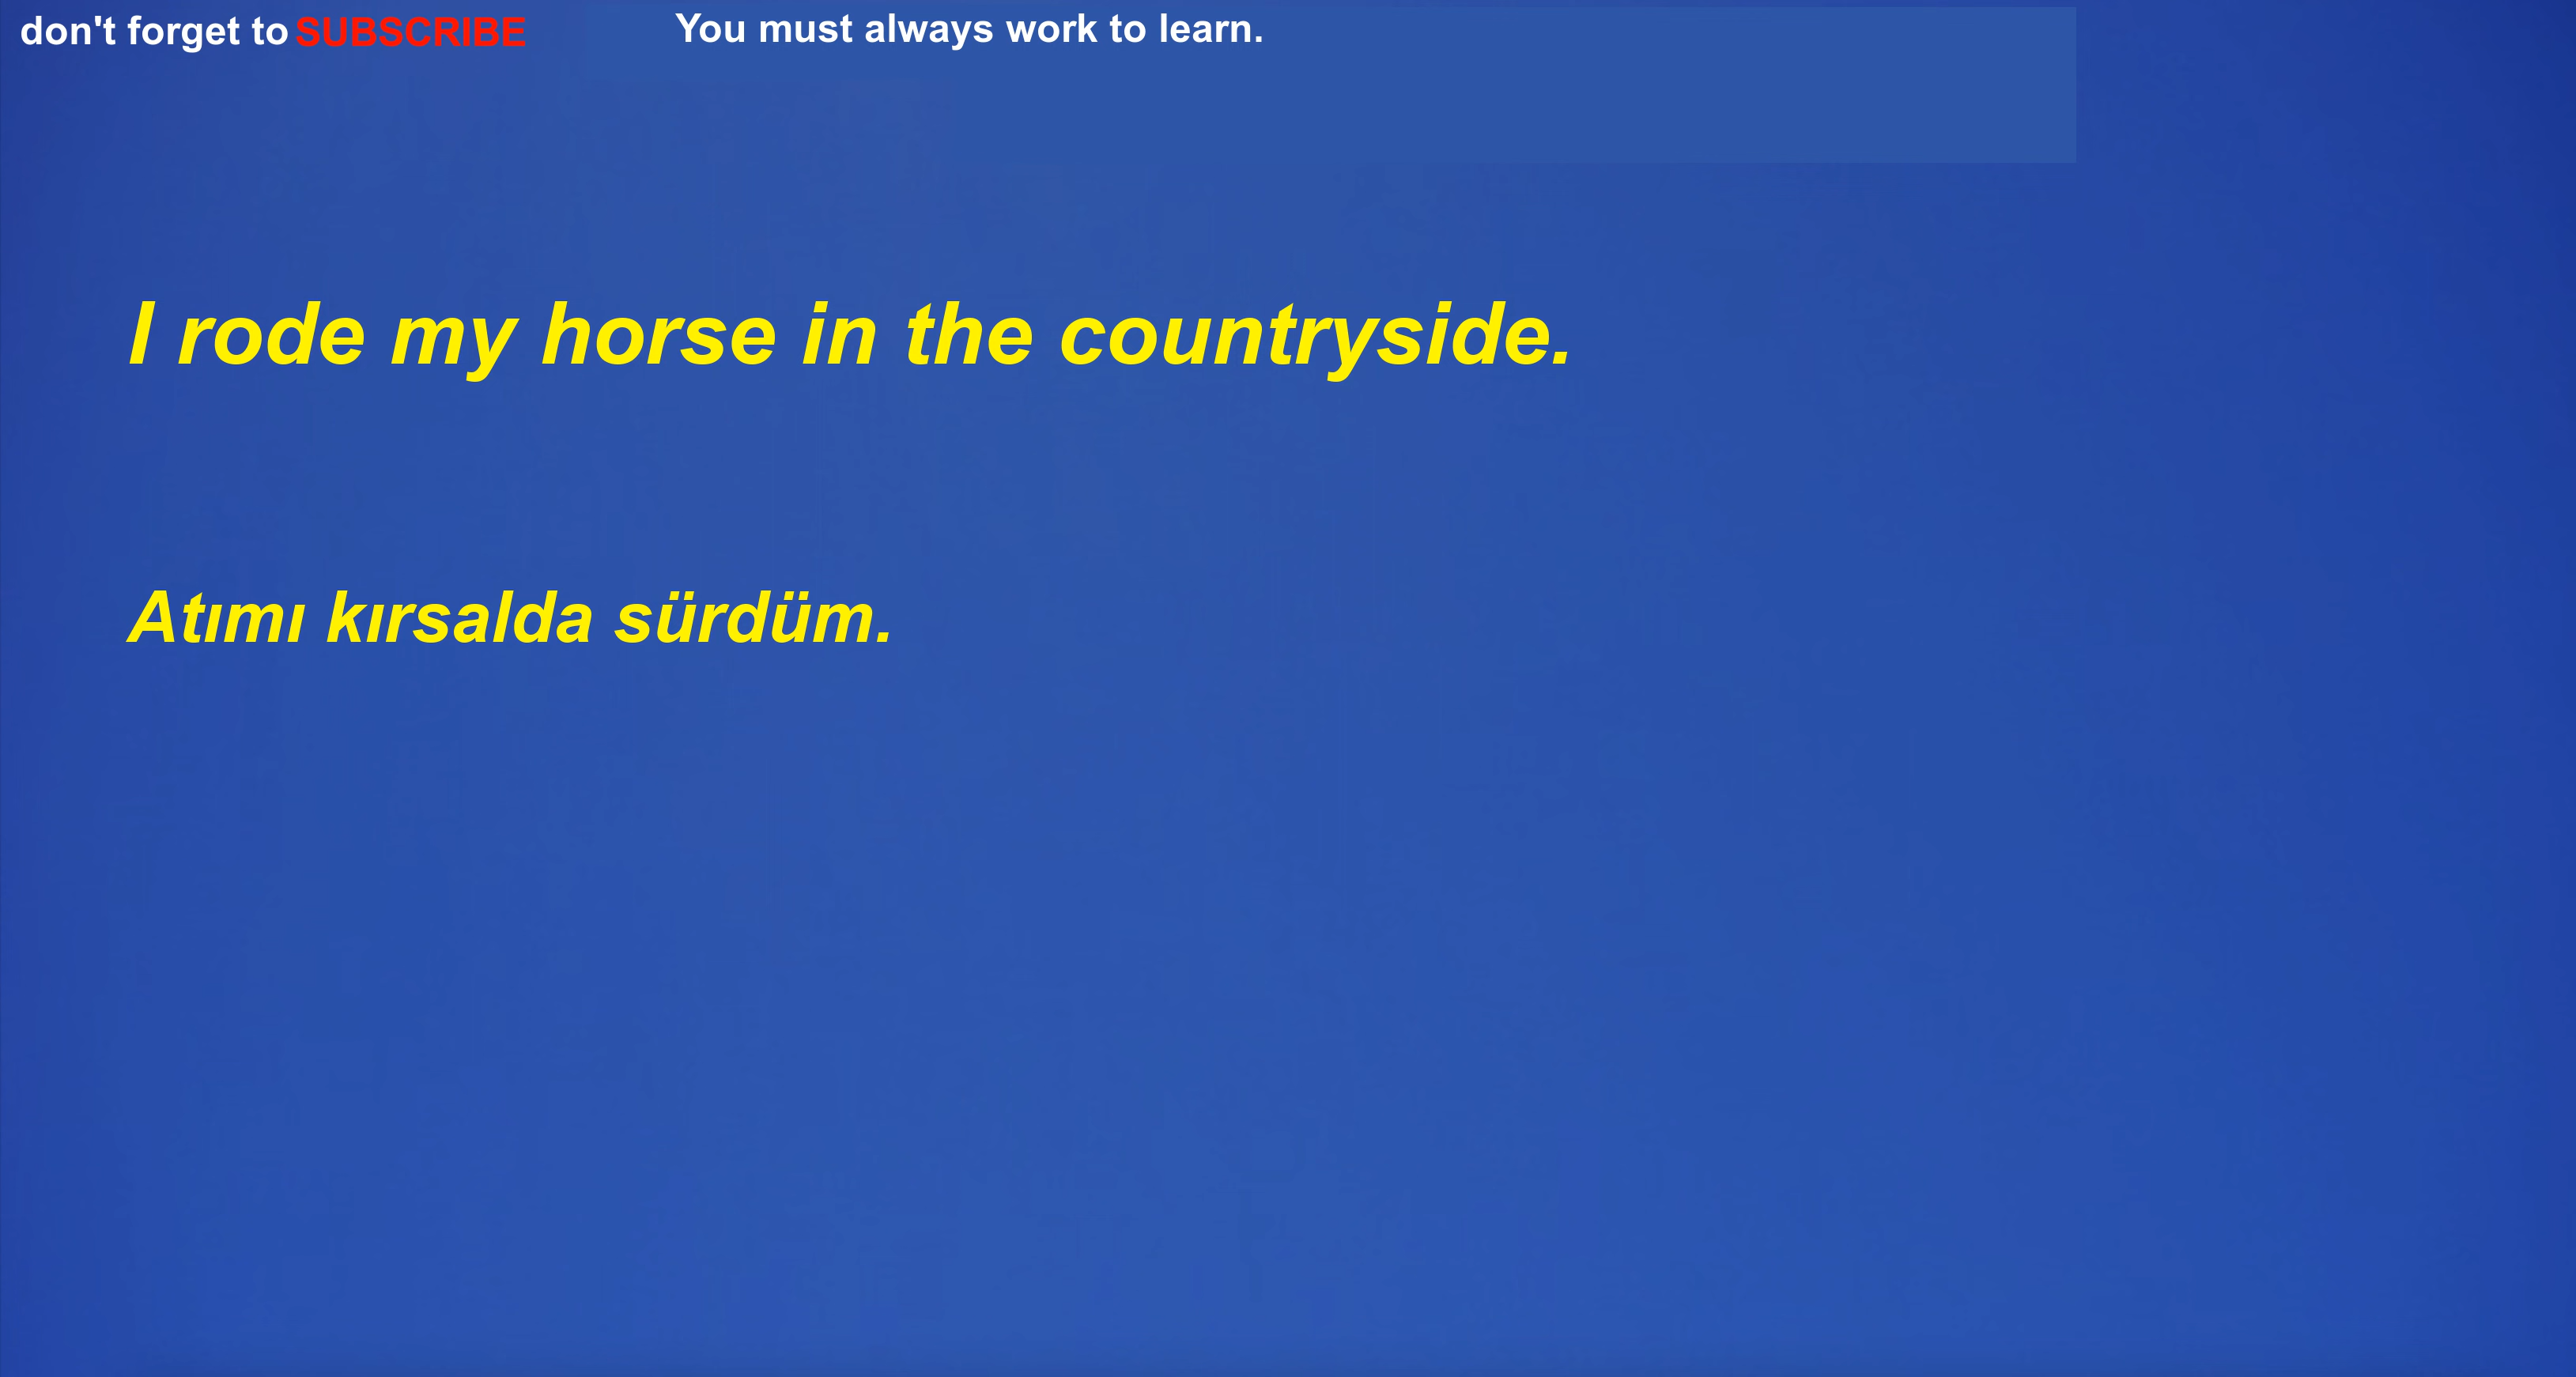 don't forget to SUBSCRIBE You must always work to learn.
I rode my horse in the countryside.
Atımı kırsalda sürdüm.